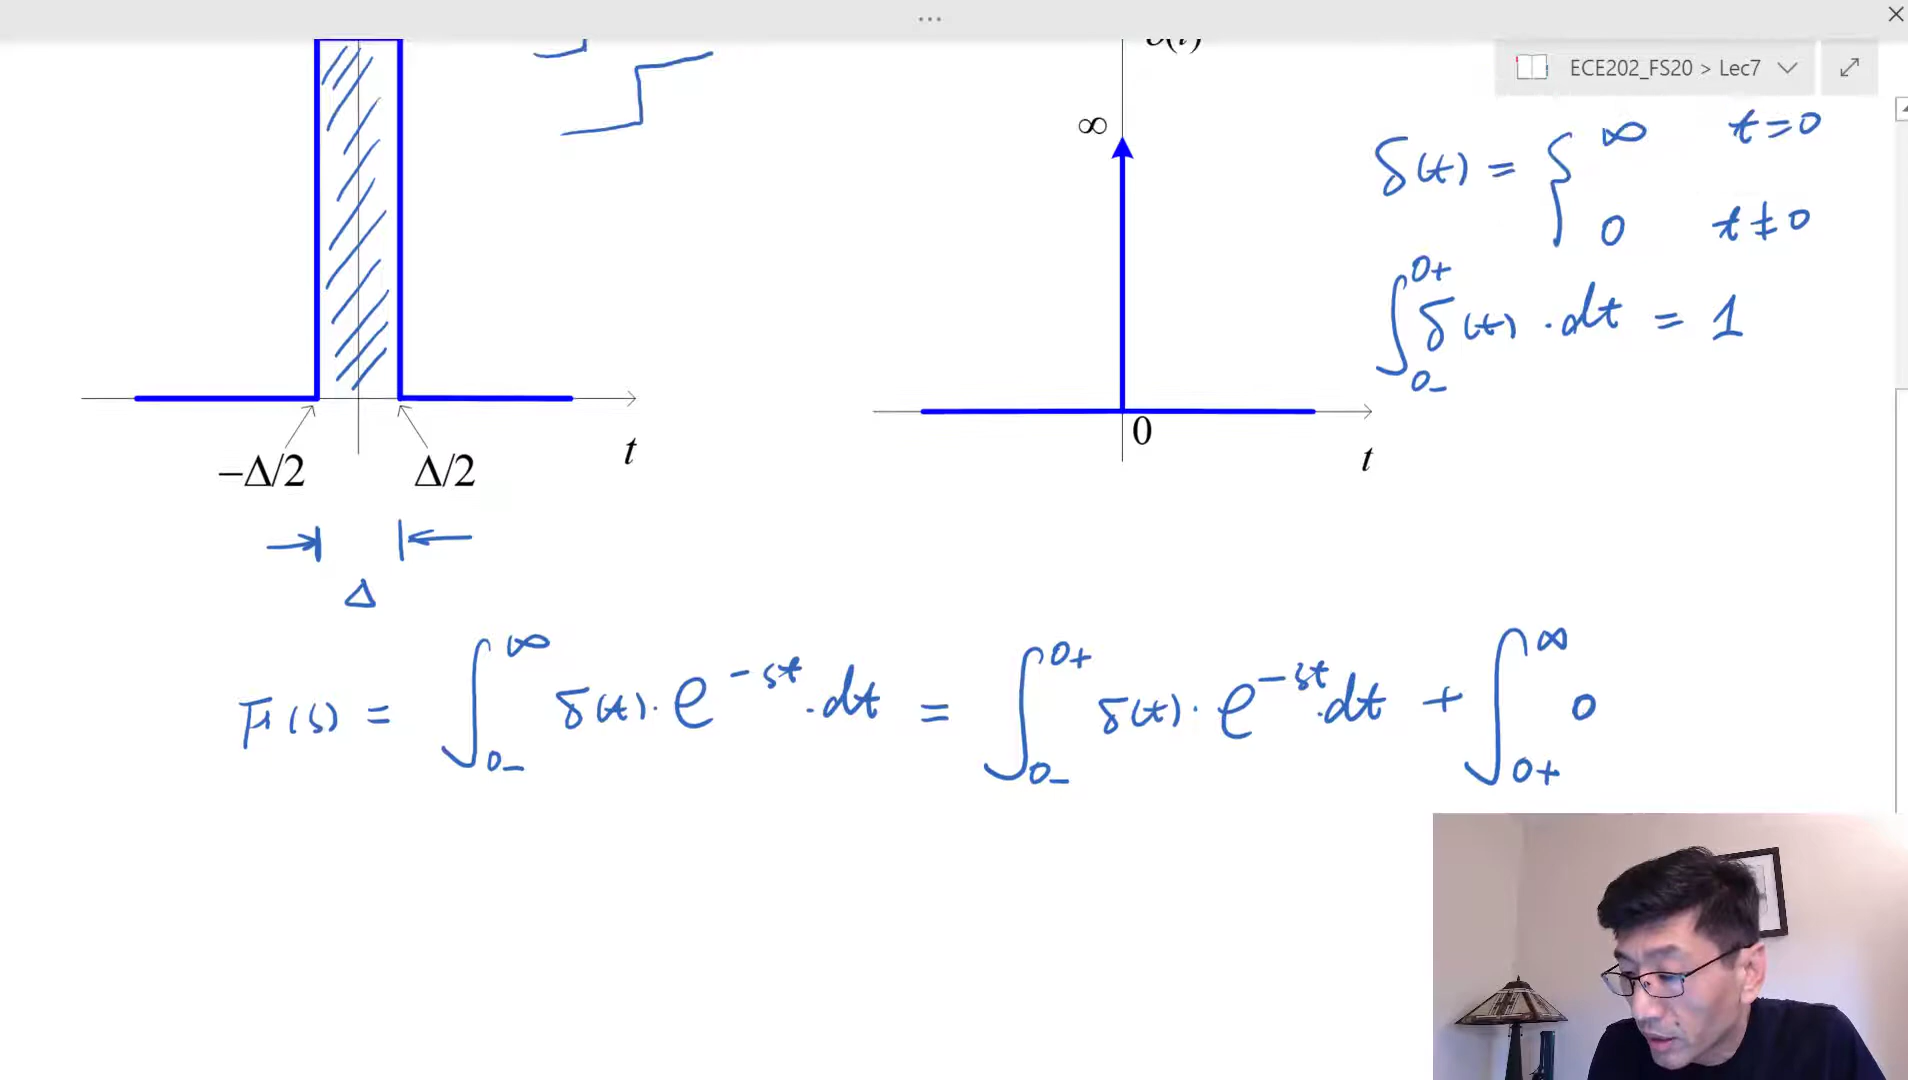 ECE202_FS20 > Lec7
∞
δ(t) = { ∞ t=0
0 t≠0
∫0-0+ δ(t) · dt = 1
0
t
t
−Δ/2
Δ/2
Δ
F(s) = ∫0-∞ δ(t) · e^-st · dt = ∫0-0+ δ(t) · e^-st · dt + ∫0+∞ 0